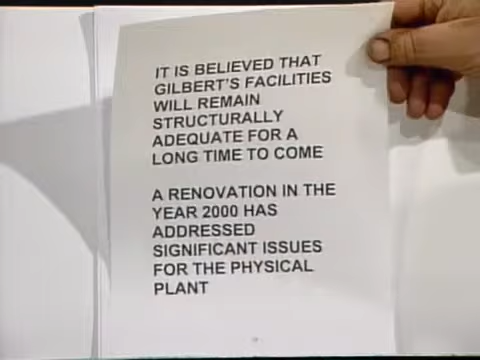 IT IS BELIEVED THAT
GILBERT'S FACILITIES
WILL REMAIN
STRUCTURALLY
ADEQUATE FOR A
LONG TIME TO COME
A RENOVATION IN THE
YEAR 2000 HAS
ADDRESSED
SIGNIFICANT ISSUES
FOR THE PHYSICAL
PLANT